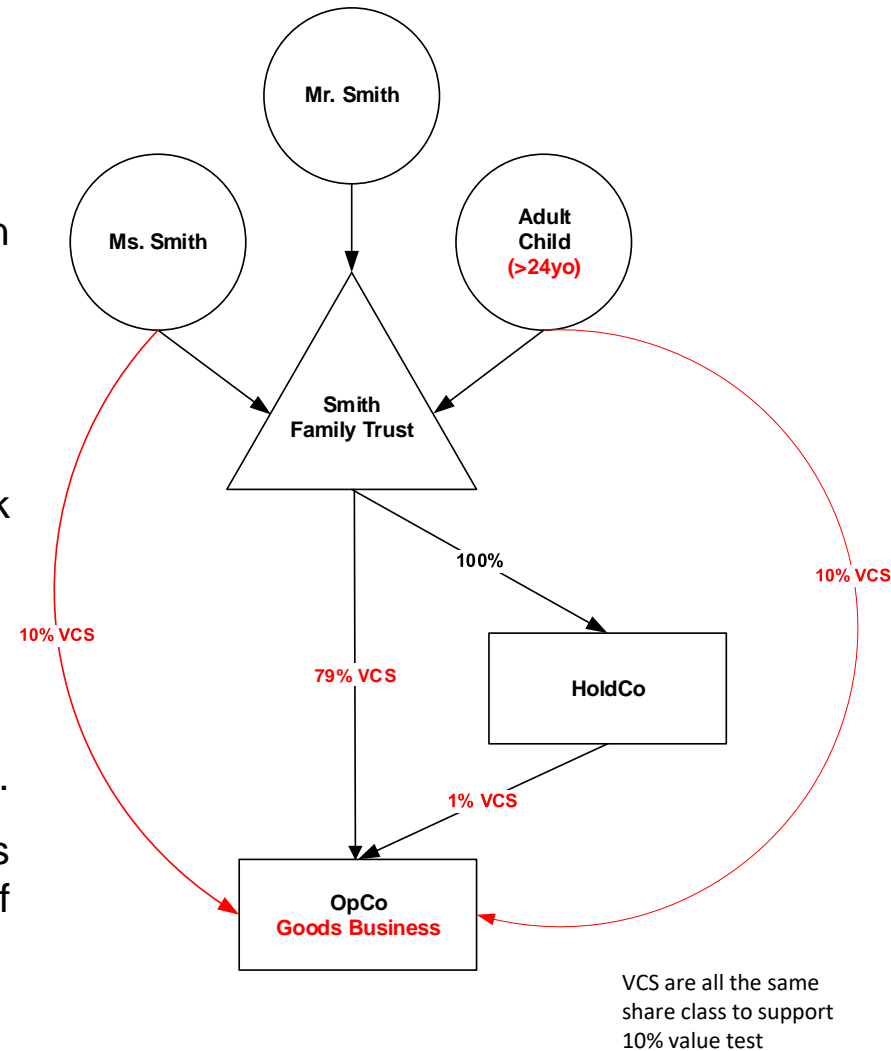 Mr. Smith
Ms. Smith
Adult
Child
(>24yo)
n
Smith
Family Trust
k
100%
10% VCS
10% VCS
79% VCS
HoldCo
.
1% VCS
s
f
OpCo
Goods Business
VCS are all the same
share class to support
10% value test